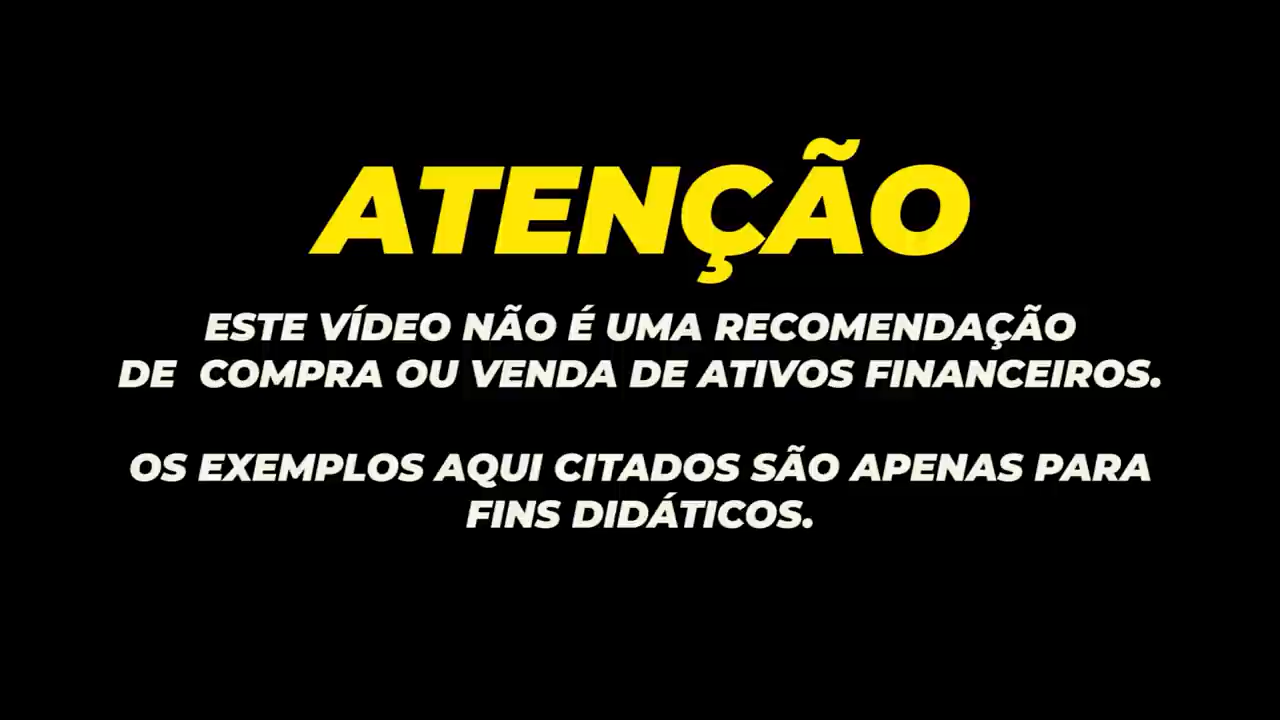 ATENÇÃO
ESTE VÍDEO NÃO É UMA RECOMENDAÇÃO
DE COMPRA OU VENDA DE ATIVOS FINANCEIROS.
OS EXEMPLOS AQUI CITADOS SÃO APENAS PARA
FINS DIDÁTICOS.